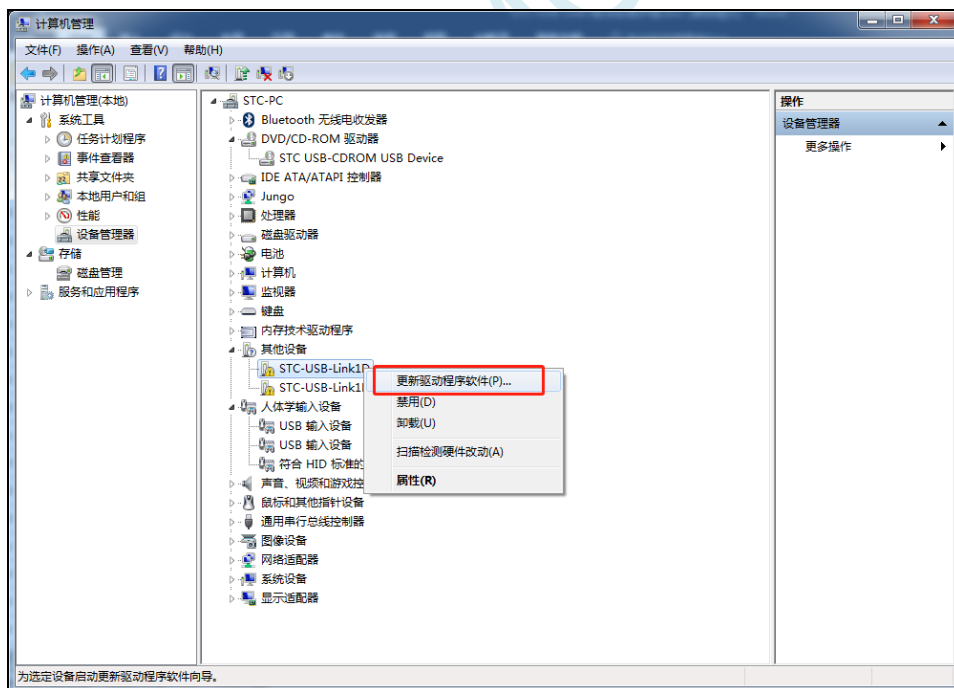 计算机管理
文件(F) 操作(A) 查看(V) 帮助(H)
计算机管理(本地)
系统工具
任务计划程序
事件查看器
共享文件夹
本地用户和组
性能
设备管理器
存储
磁盘管理
服务和应用程序
STC-PC
Bluetooth 无线电收发器
DVD/CD-ROM 驱动器
STC USB-CDROM USB Device
IDE ATA/ATAPI 控制器
Jungo
处理器
磁盘驱动器
电池
计算机
监视器
键盘
内存技术驱动程序
其他设备
STC-USB-Link1D
STC-USB-Link1
人体学输入设备
USB 输入设备
USB 输入设备
符合 HID 标准的
声音、视频和游戏控
鼠标和其他指针设备
通用串行总线控制器
图像设备
网络适配器
系统设备
显示适配器
更新驱动程序软件(P)...
禁用(D)
卸载(U)
扫描检测硬件改动(A)
属性(R)
操作
设备管理器
更多操作
为选定设备启动更新驱动程序软件向导。